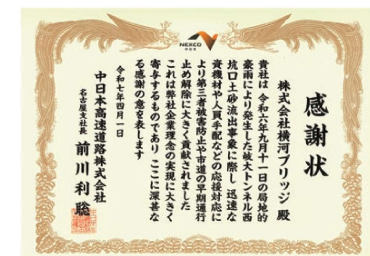 NEXCO
感謝状
株式会社横河ブリッジ 殿
貴社は 令和六年九月十一日の局地的
豪雨により発生した岐大トンネル西
坑口土砂流出事象に際し 迅速な
資機材や人員手配などの応援対応に
より第三者被害防止や市道の早期通行
止め解除に大きく貢献されました
これは弊社企業理念の実現に大きく
寄与するものでありここに深甚な
る感謝の意を表します
令和七年四月一日
中日本高速道路株式会社
名古屋支社長 前川利聡